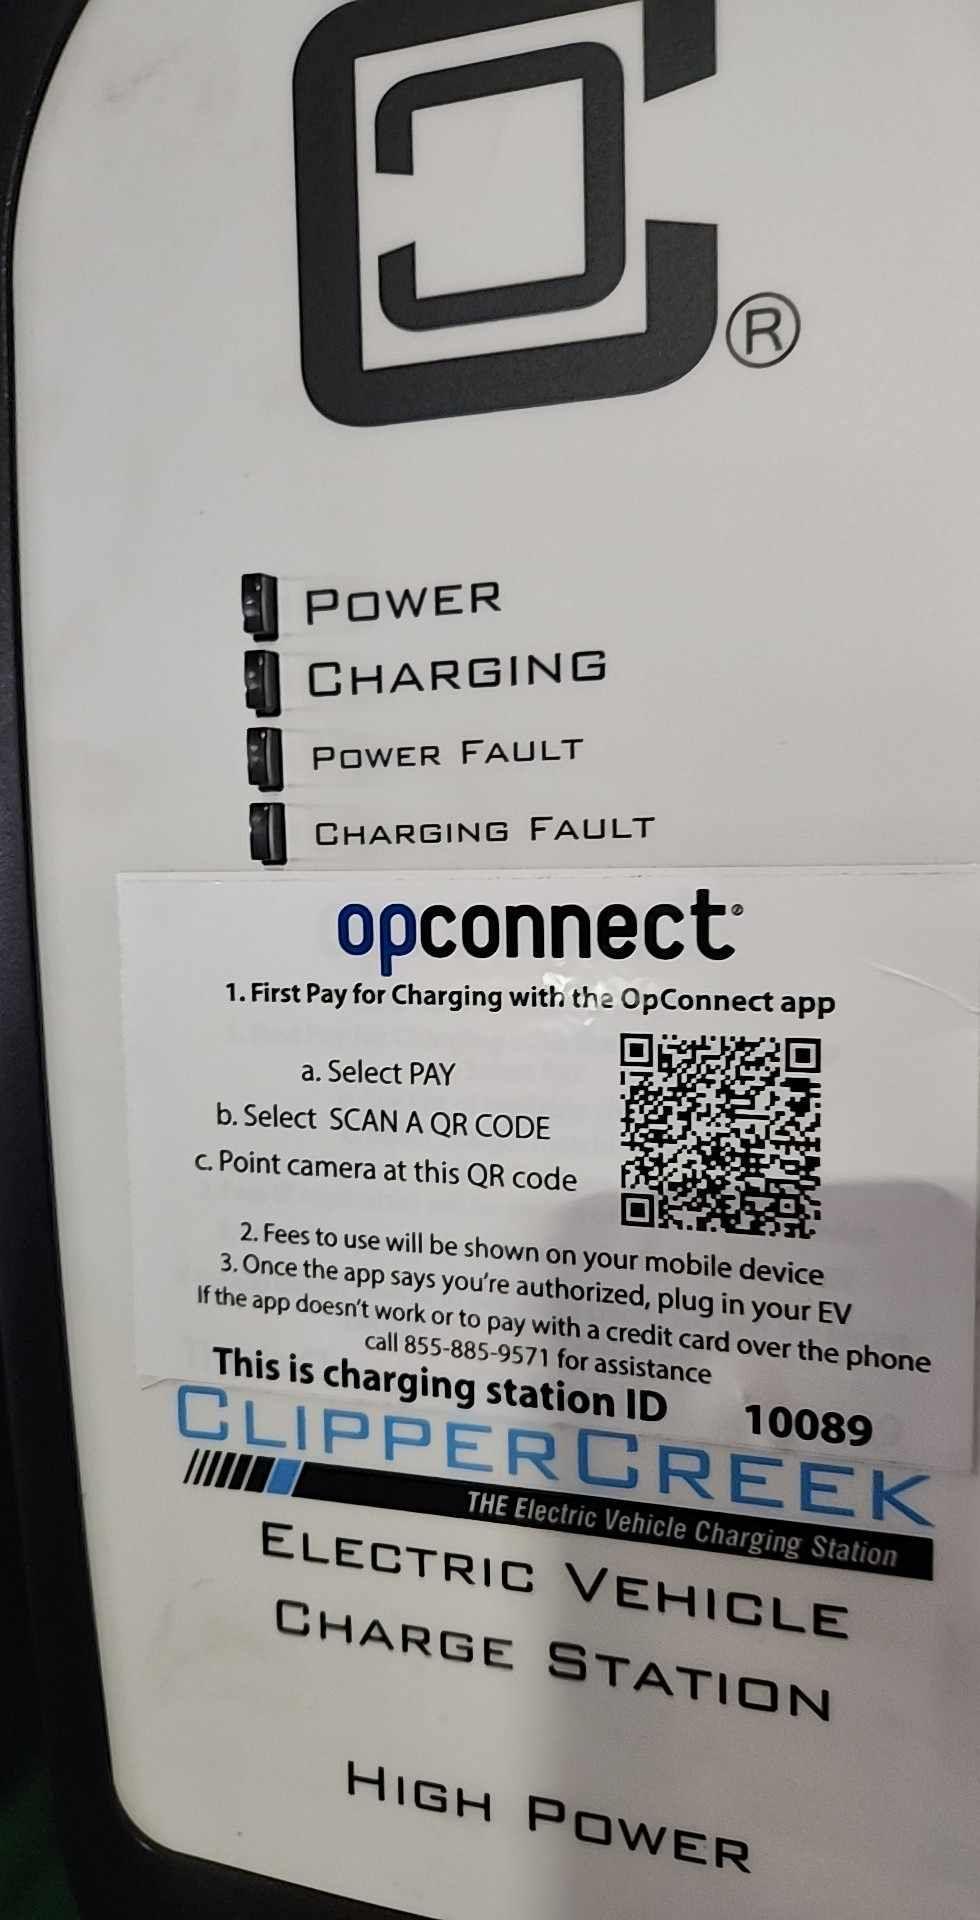 ®
POWER
CHARGING
POWER FAULT
CHARGING FAULT
opconnect®
1. First Pay for Charging with the OpConnect app
a. Select PAY
b. Select SCAN A QR CODE
c. Point camera at this QR code
2. Fees to use will be shown on your mobile device
3. Once the app says you're authorized, plug in your EV
If the app doesn't work or to pay with a credit card over the phone
call 855-885-9571 for assistance
This is charging station ID 10089
CLIPPERCREEK
THE Electric Vehicle Charging Station
ELECTRIC VEHICLE
CHARGE STATION
HIGH POWER